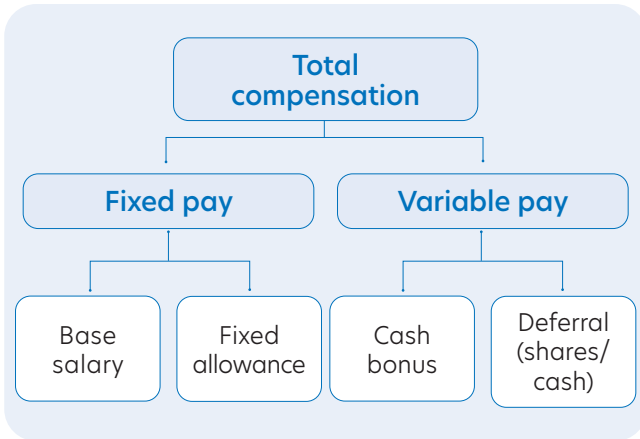 Total
compensation
Fixed pay
Variable pay
Base
salary
Fixed
allowance
Cash
bonus
Deferral
(shares/
cash)